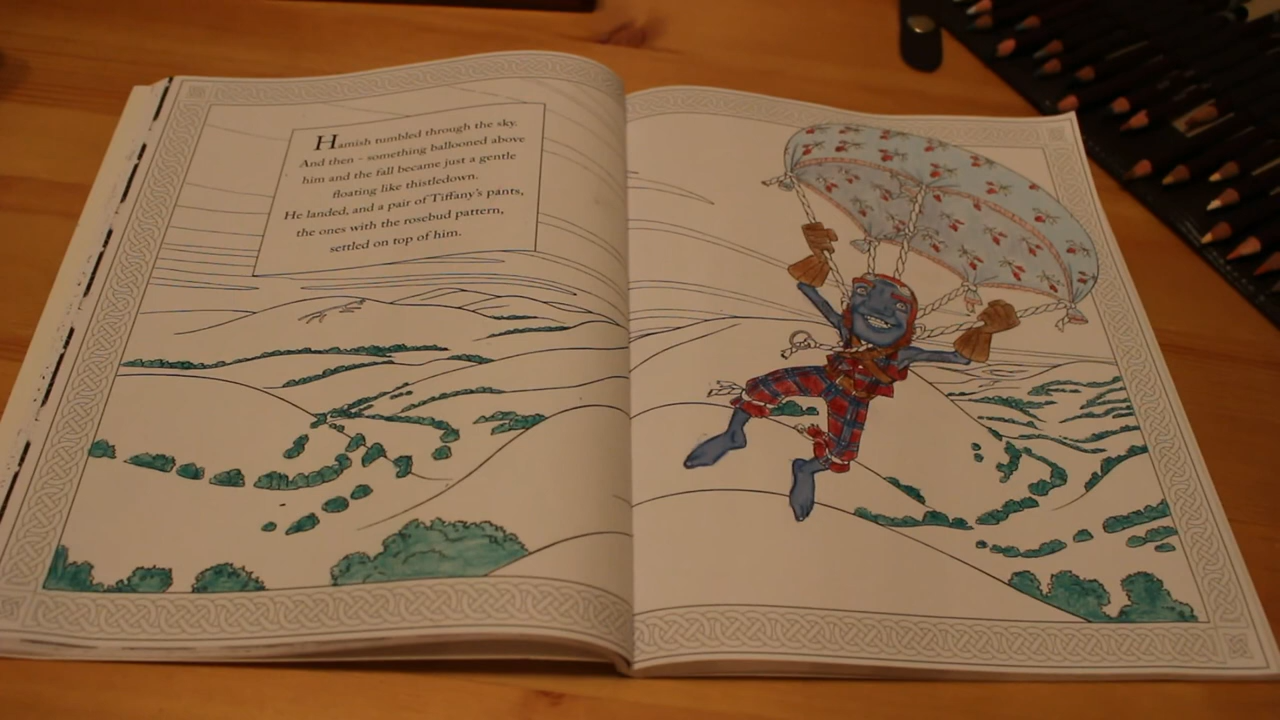 Hamish tumbled through the sky.
And then - something ballooned above
him and the fall became just a gentle
floating like thistledown.
He landed, and a pair of Tiffany's pants,
the ones with the rosebud pattern,
settled on top of him.